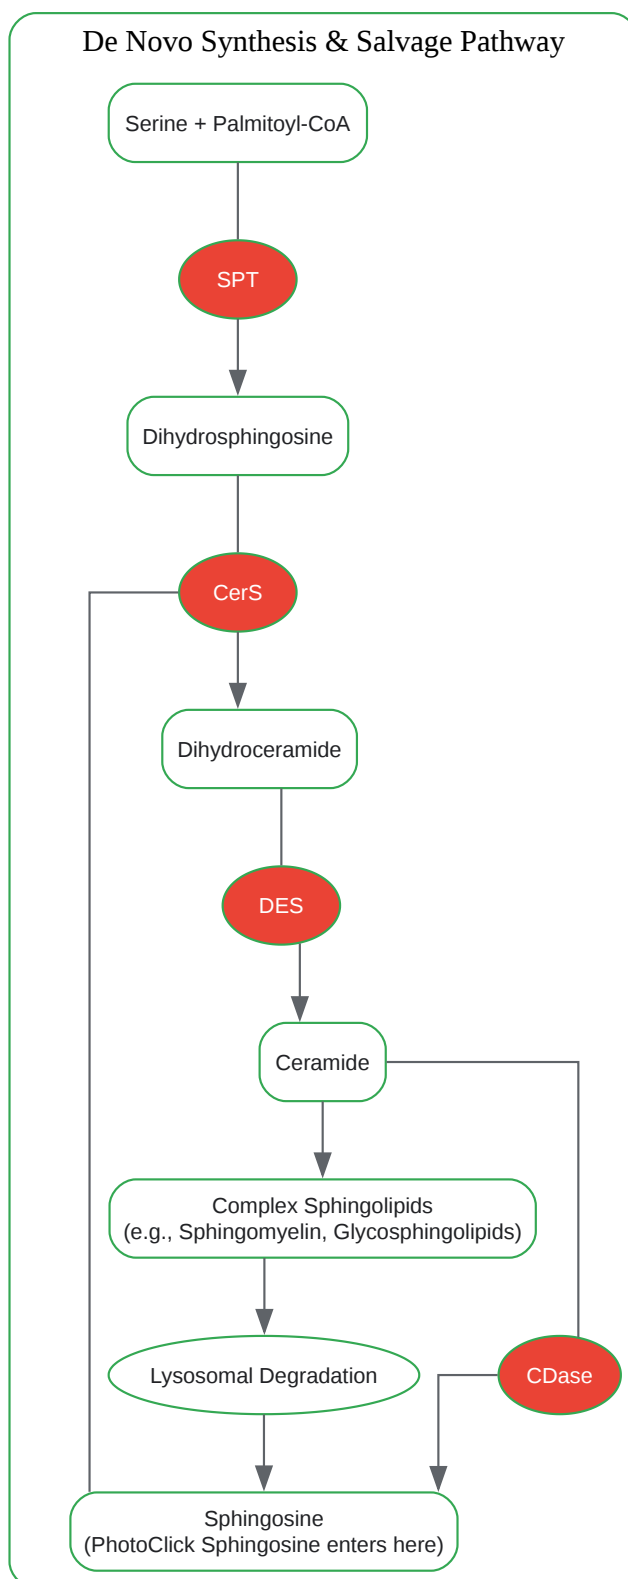 De Novo Synthesis & Salvage Pathway
Serine + Palmitoyl-CoA
SPT
Dihydrosphingosine
CerS
Dihydroceramide
DES
Ceramide
Complex Sphingolipids
(e.g., Sphingomyelin, Glycosphingolipids)
Lysosomal Degradation
CDase
Sphingosine
(PhotoClick Sphingosine enters here)